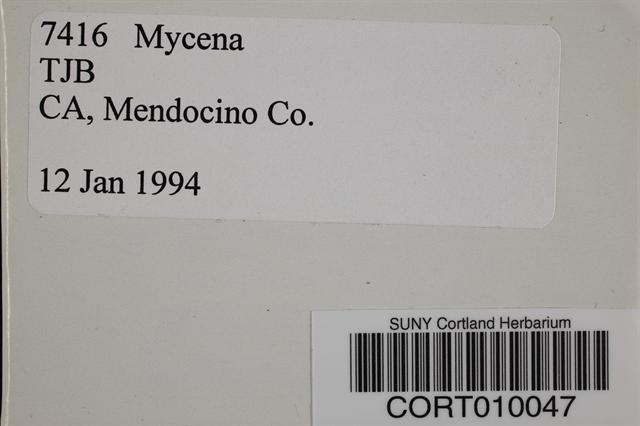 7416 Mycena
TJB
CA, Mendocino Co.
12 Jan 1994
SUNY Cortland Herbarium
CORT010047